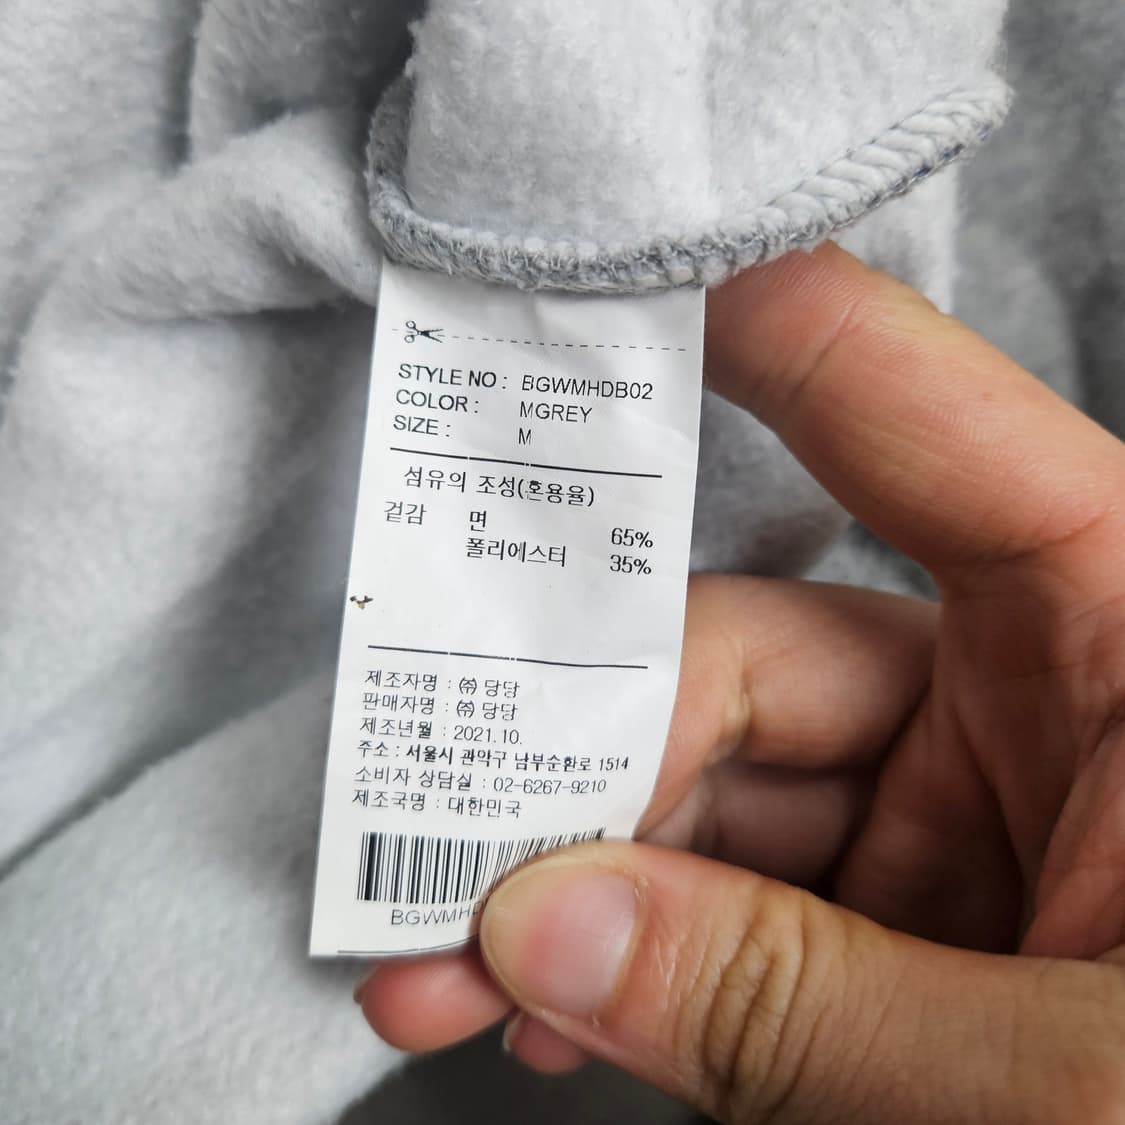 STYLE NO : BGWMHDB02
COLOR : MGREY
SIZE : M
섬유의 조성(혼용율)
겉감 면 65%
폴리에스터 35%
제조자명 : ㈜ 당당
판매자명 : ㈜ 당당
제조년월 : 2021.10.
주소 : 서울시 관악구 남부순환로 1514
소비자 상담실 : 02-6267-9210
제조국명 : 대한민국